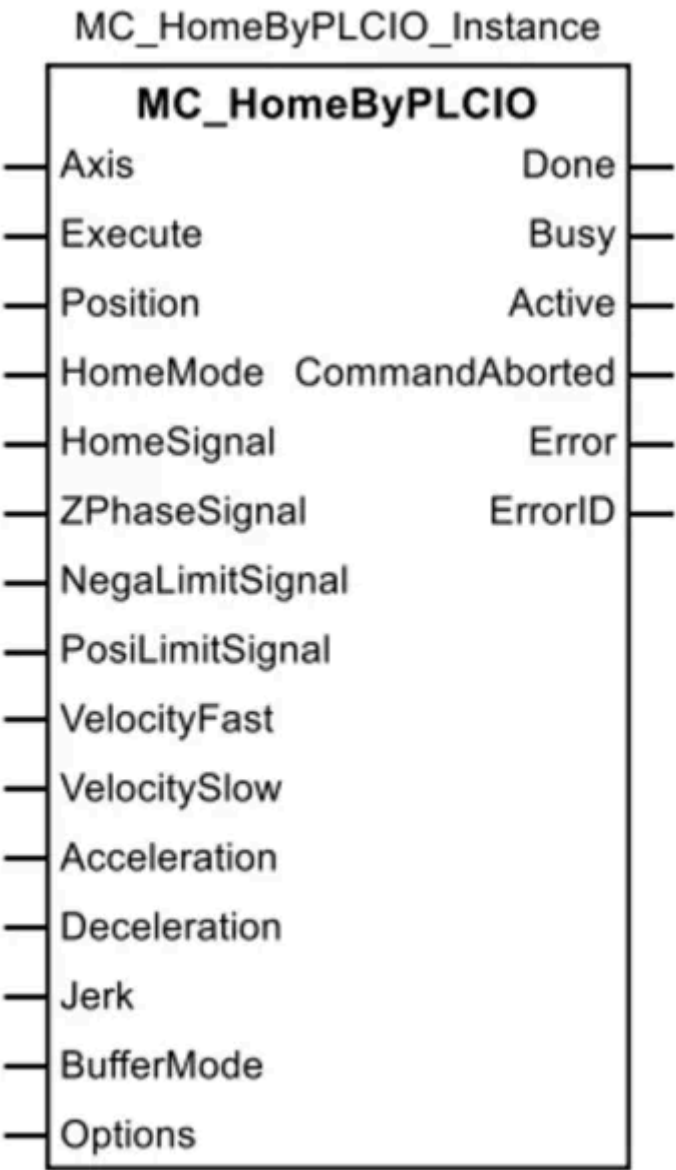 MC_HomeByPLCIO_Instance
MC_HomeByPLCIO
Axis Done
Execute Busy
Position Active
HomeMode CommandAborted
HomeSignal Error
ZPhaseSignal ErrorID
NegaLimitSignal
PosiLimitSignal
VelocityFast
VelocitySlow
Acceleration
Deceleration
Jerk
BufferMode
Options